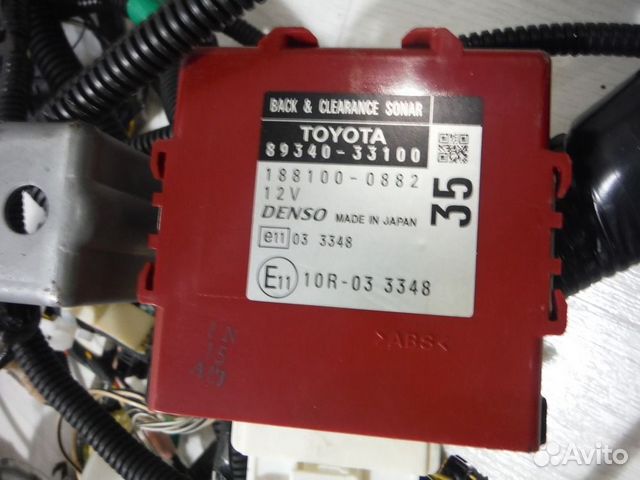 BACK & CLEARANCE SONAR
TOYOTA
89340-33100
188100-0882
12V
35
DENSO MADE IN JAPAN
e11 03 3348
E11 10R-03 3348
>ABS<
Avito